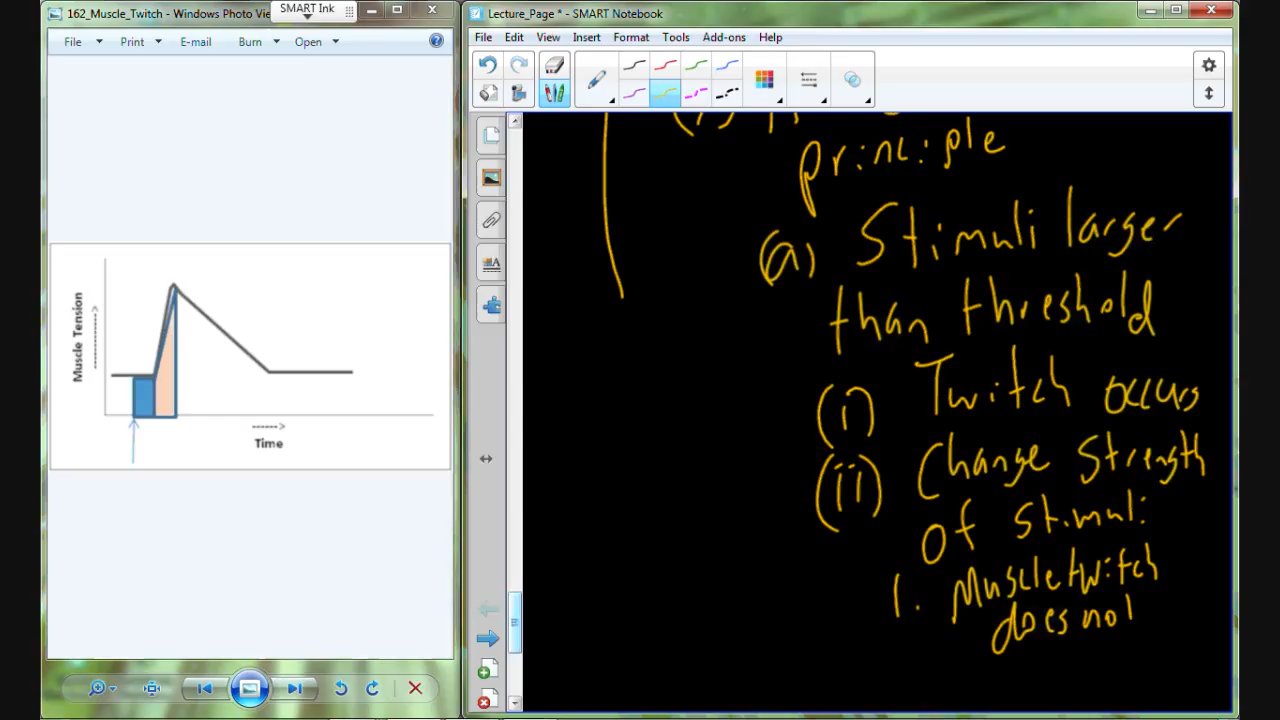 162_Muscle_Twitch - Windows Photo Vie
SMART Ink
Lecture_Page * - SMART Notebook
File Print E-mail Burn Open
File Edit View Insert Format Tools Add-ons Help
Muscle Tension
Time
principle
(a) Stimuli larger
than threshold
(i) Twitch occurs
(ii) Change strength
of stimuli
1. Muscle twitch
does not